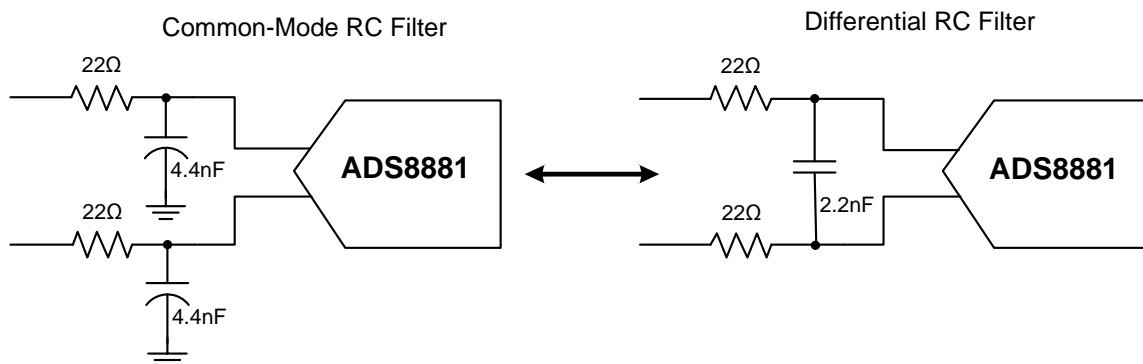 Common-Mode RC Filter
22Ω
4.4nF
ADS8881
22Ω
4.4nF
Differential RC Filter
22Ω
2.2nF
ADS8881
22Ω